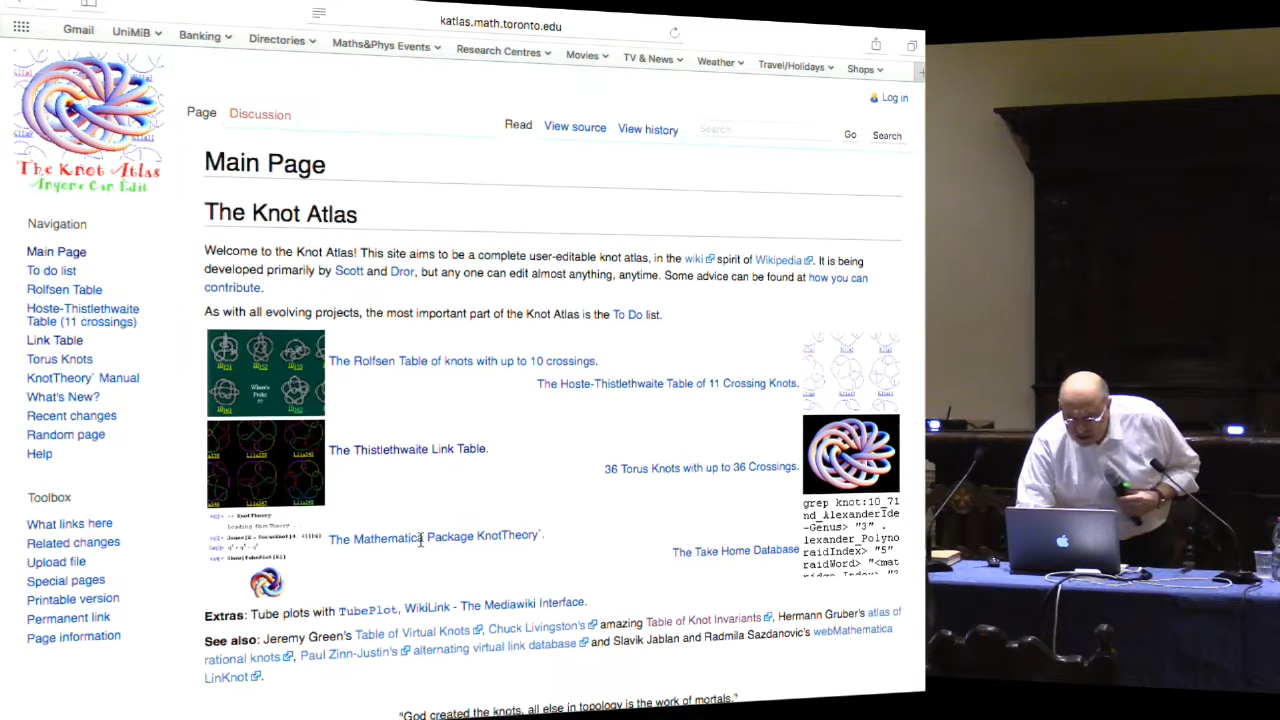 katlas.math.toronto.edu
Gmail UniMiB Banking Directories Maths&Phys Events Research Centres Movies TV & News Weather Travel/Holidays Shops
Log in
Page Discussion Read View source View history Search Go Search
The Knot Atlas
Anyone Can Edit
Navigation
Main Page
To do list
Rolfsen Table
Hoste-Thistlethwaite
Table (11 crossings)
Link Table
Torus Knots
KnotTheory` Manual
What's New?
Recent changes
Random page
Help
Toolbox
What links here
Related changes
Upload file
Special pages
Printable version
Permanent link
Page information
Main Page
The Knot Atlas
Welcome to the Knot Atlas! This site aims to be a complete user-editable knot atlas, in the wiki spirit of Wikipedia. It is being
developed primarily by Scott and Dror, but any one can edit almost anything, anytime. Some advice can be found at how you can
contribute.
As with all evolving projects, the most important part of the Knot Atlas is the To Do list.
The Rolfsen Table of knots with up to 10 crossings.
The Hoste-Thistlethwaite Table of 11 Crossing Knots.
The Thistlethwaite Link Table.
36 Torus Knots with up to 36 Crossings.
The Mathematica Package KnotTheory`.
The Take Home Database
grep knot:10_71
nd_AlexanderIde
-Genus> "3" .
lexander_Polyno
raidIndex> "5"
raidWord> "<mat
Extras: Tube plots with TubePlot, WikiLink - The Mediawiki Interface.
See also: Jeremy Green's Table of Virtual Knots, Chuck Livingston's amazing Table of Knot Invariants, Hermann Gruber's atlas of
rational knots, Paul Zinn-Justin's alternating virtual link database and Slavik Jablan and Radmila Sazdanovic's webMathematica
LinKnot.
"God created the knots, all else in topology is the work of mortals."